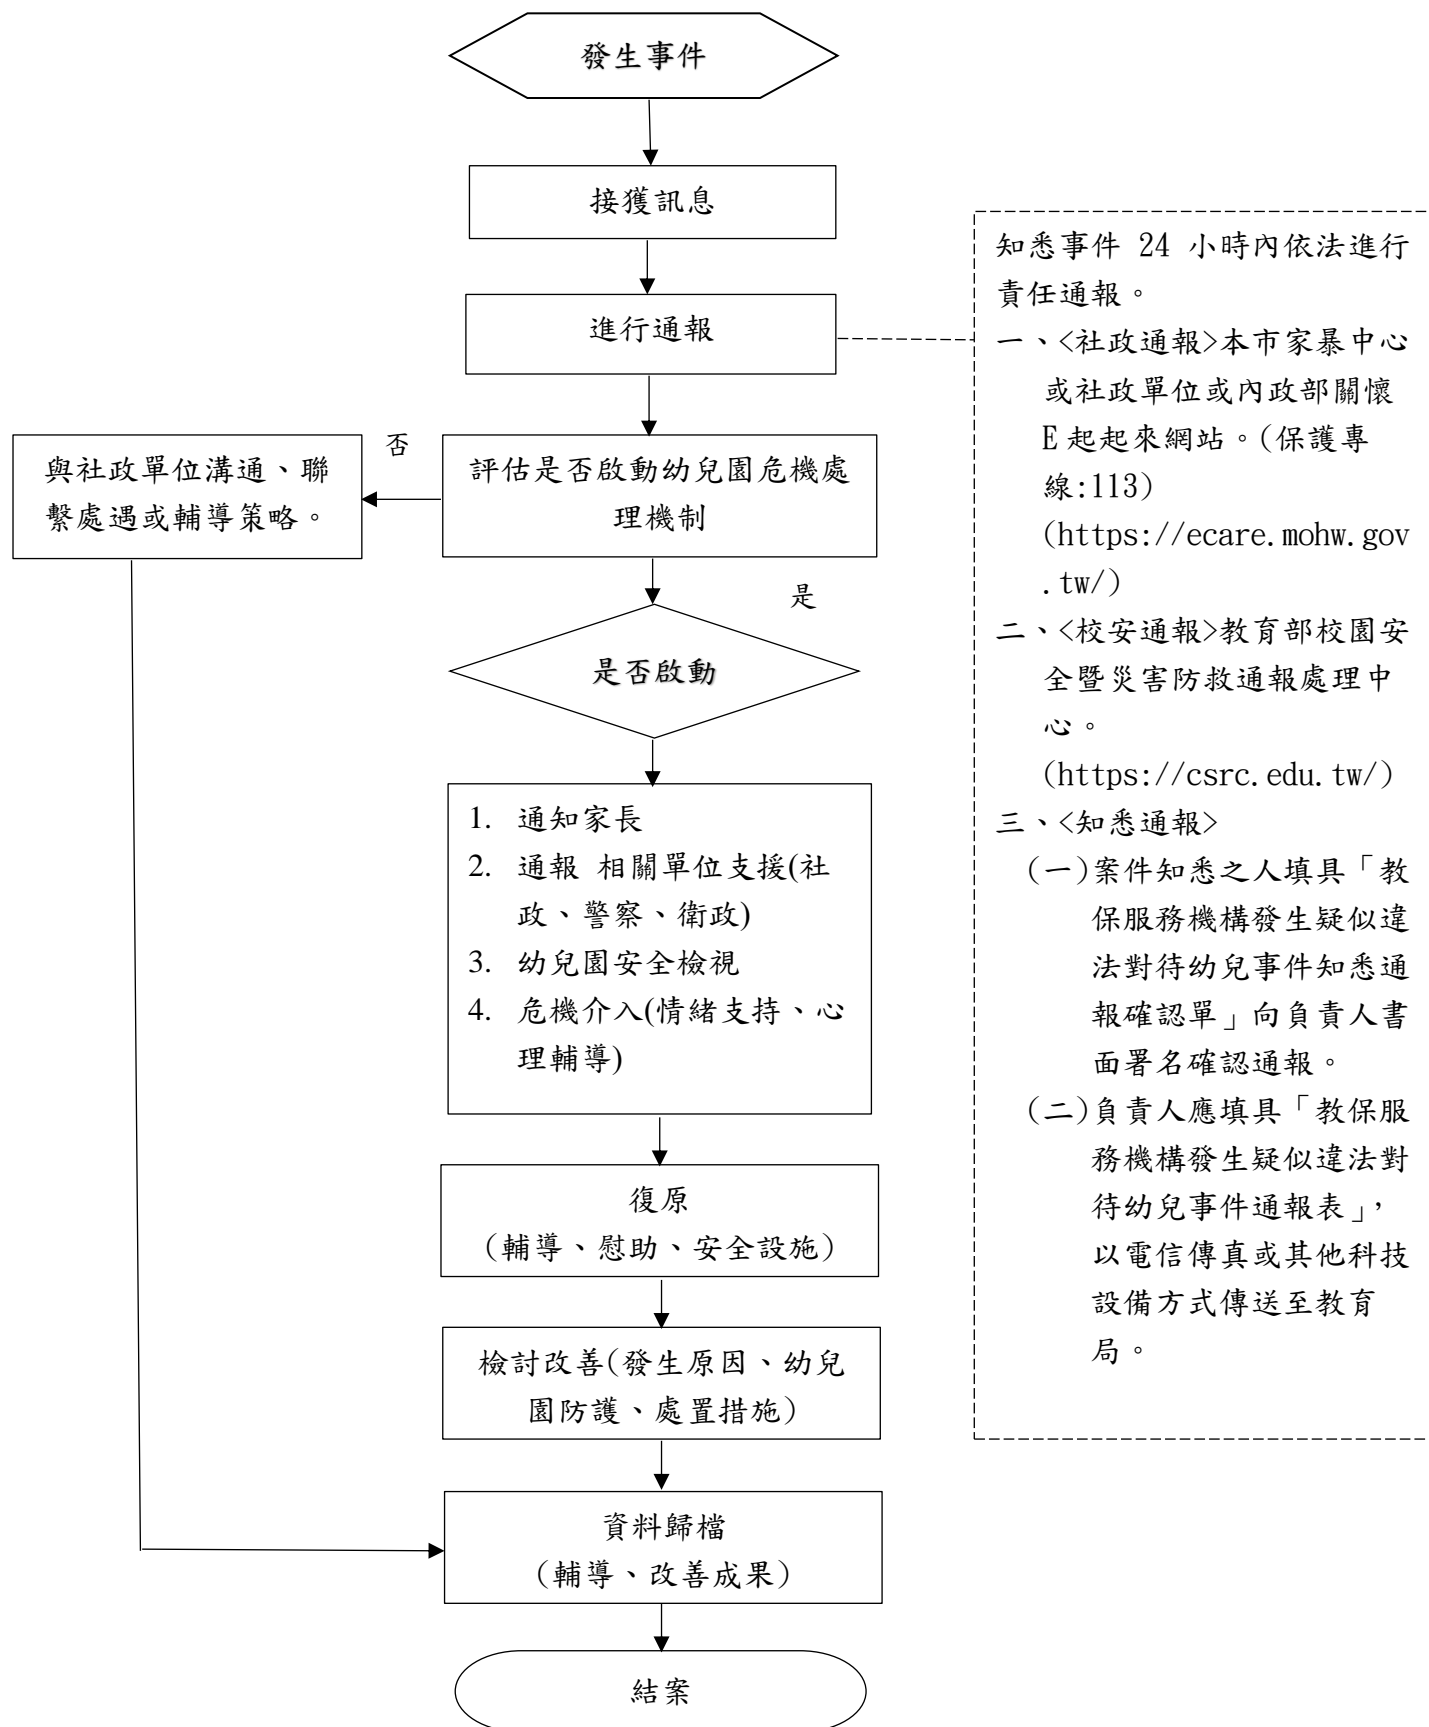 發生事件
接獲訊息
進行通報
知悉事件 24 小時內依法進行
責任通報。
一、<社政通報>本市家暴中心
或社政單位或內政部關懷
E起起來網站。(保護專
線:113)
(https://ecare.mohw.gov
.tw/)
二、<校安通報>教育部校園安
全暨災害防救通報處理中
心。
(https://csrc.edu.tw/)
三、<知悉通報>
(一)案件知悉之人填具「教
保服務機構發生疑似違
法對待幼兒事件知悉通
報確認單」向負責人書
面署名確認通報。
(二)負責人應填具「教保服
務機構發生疑似違法對
待幼兒事件通報表」,
以電信傳真或其他科技
設備方式傳送至教育
局。
評估是否啟動幼兒園危機處
理機制
否
與社政單位溝通、聯
繫處遇或輔導策略。
是
是否啟動
1. 通知家長
2. 通報 相關單位支援(社
政、警察、衛政)
3. 幼兒園安全檢視
4. 危機介入(情緒支持、心
理輔導)
復原
(輔導、慰助、安全設施)
檢討改善(發生原因、幼兒
園防護、處置措施)
資料歸檔
(輔導、改善成果)
結案